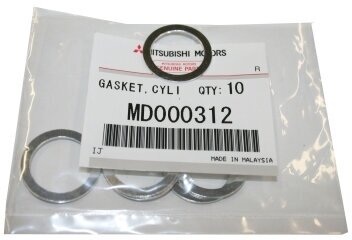 MITSUBISHI MOTORS
GENUINE PARTS
R
GASKET,CYLI QTY:10
MD000312
IJ
MADE IN MALAYSIA